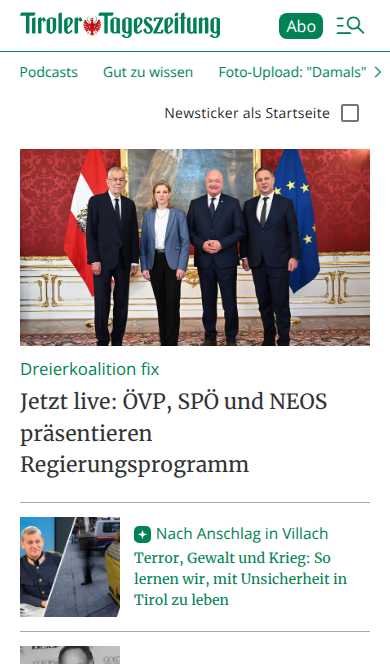 Tiroler Tageszeitung
Abo
Podcasts
Gut zu wissen
Foto-Upload: "Damals"
Newsticker als Startseite
Dreierkoalition fix
Jetzt live: ÖVP, SPÖ und NEOS
präsentieren
Regierungsprogramm
Nach Anschlag in Villach
Terror, Gewalt und Krieg: So
lernen wir, mit Unsicherheit in
Tirol zu leben